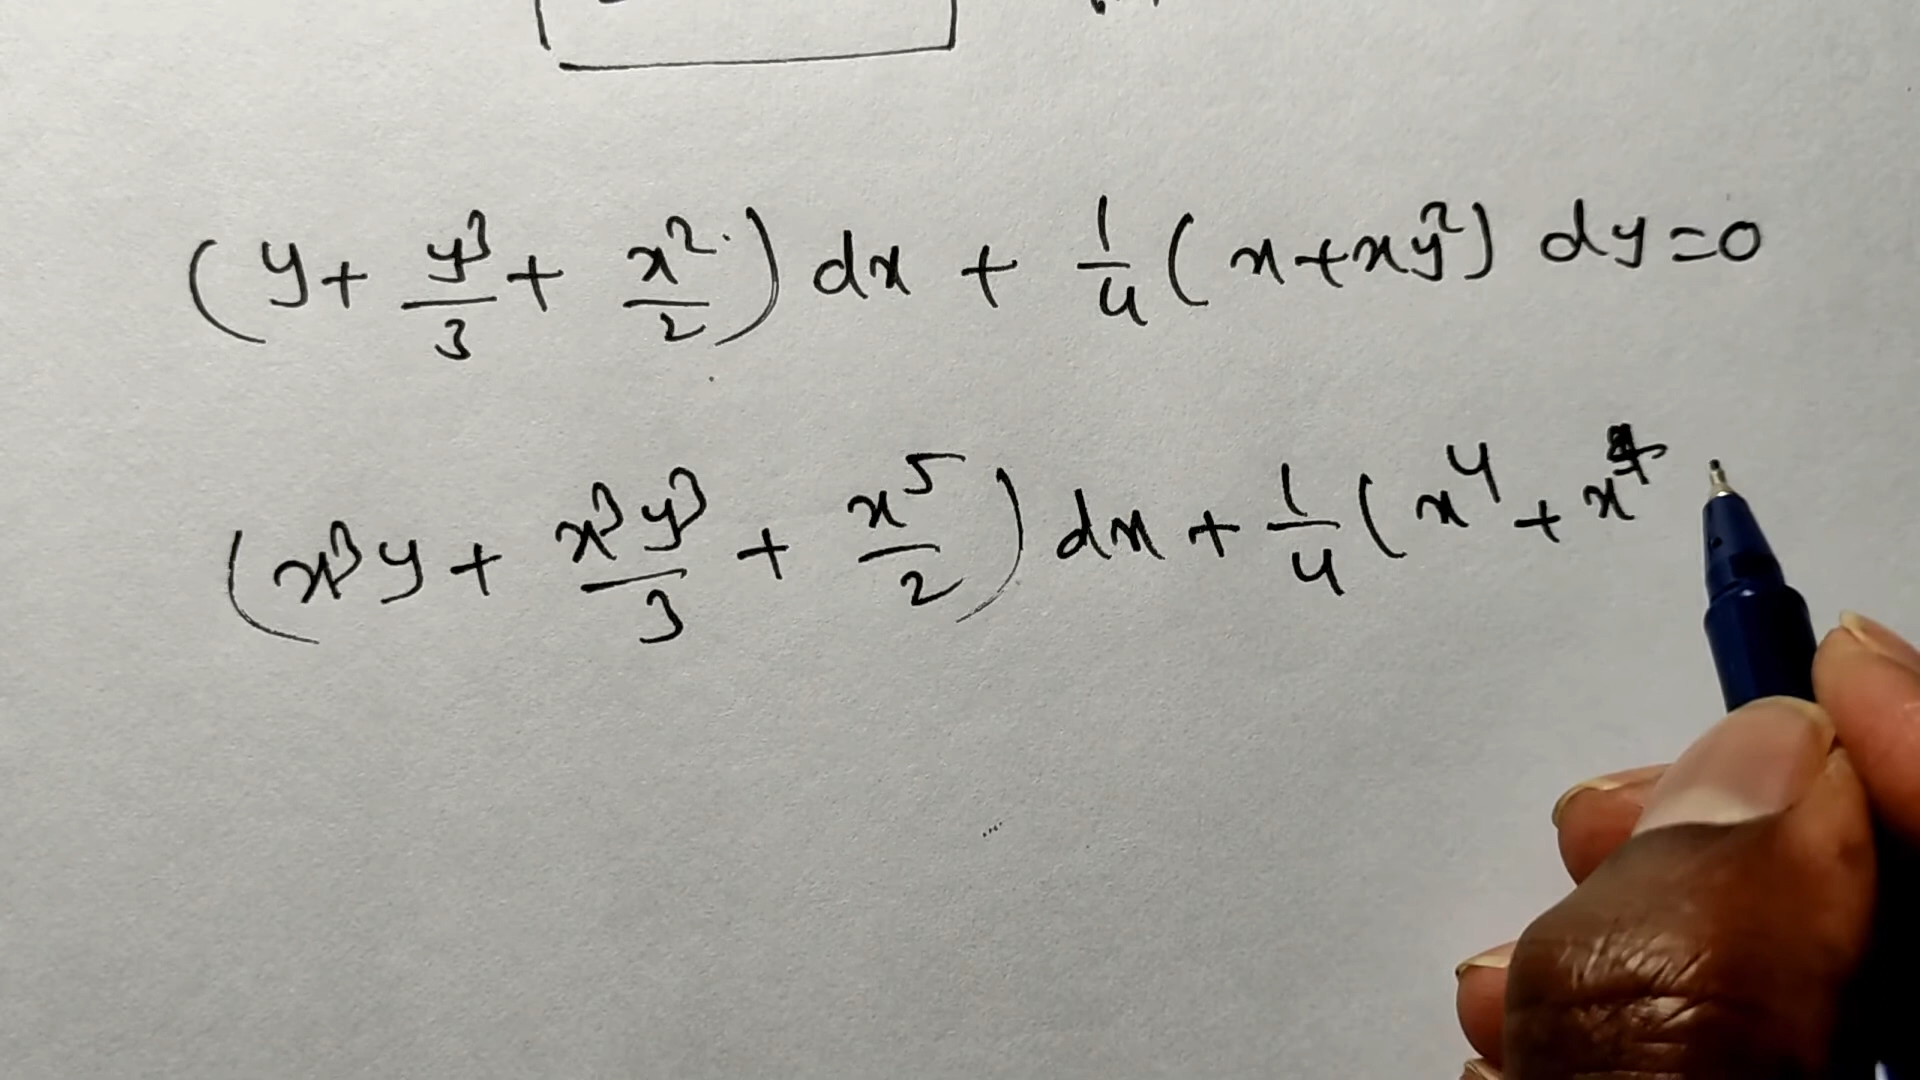 (y + y³/3 + x²/2) dx + 1/4 (x + xy²) dy = 0
(x³y + x³y³/3 + x⁵/2) dx + 1/4 (x⁴ + x⁴